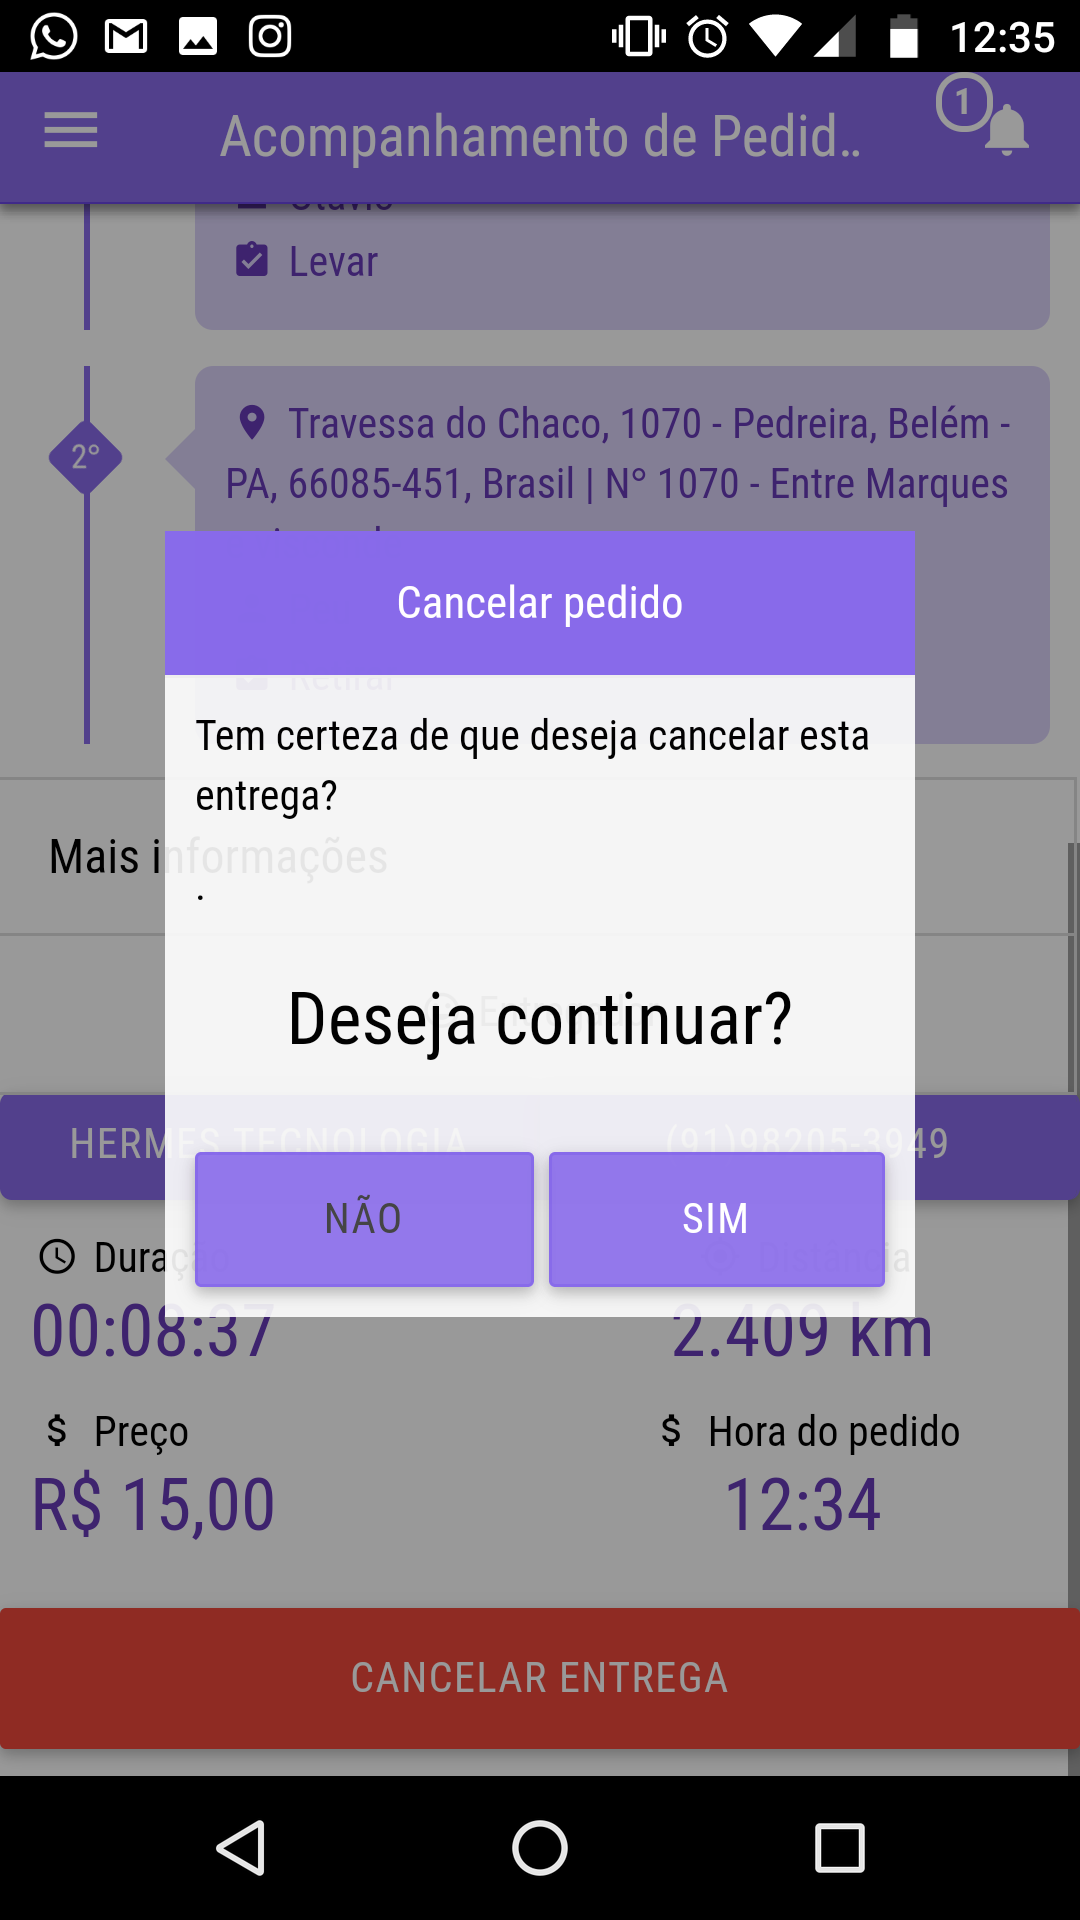 12:35
Acompanhamento de Pedid...
1
Levar
2º
Travessa do Chaco, 1070 - Pedreira, Belém -
PA, 66085-451, Brasil | Nº 1070 - Entre Marques
Retirar
Cancelar pedido
Tem certeza de que deseja cancelar esta
entrega?
.
Mais informações
Deseja continuar?
HERMES TECNOLOGIA
(91)98205-3949
NÃO
SIM
Duração
Distância
00:08:37
2.409 km
Preço
Hora do pedido
R$ 15,00
12:34
CANCELAR ENTREGA